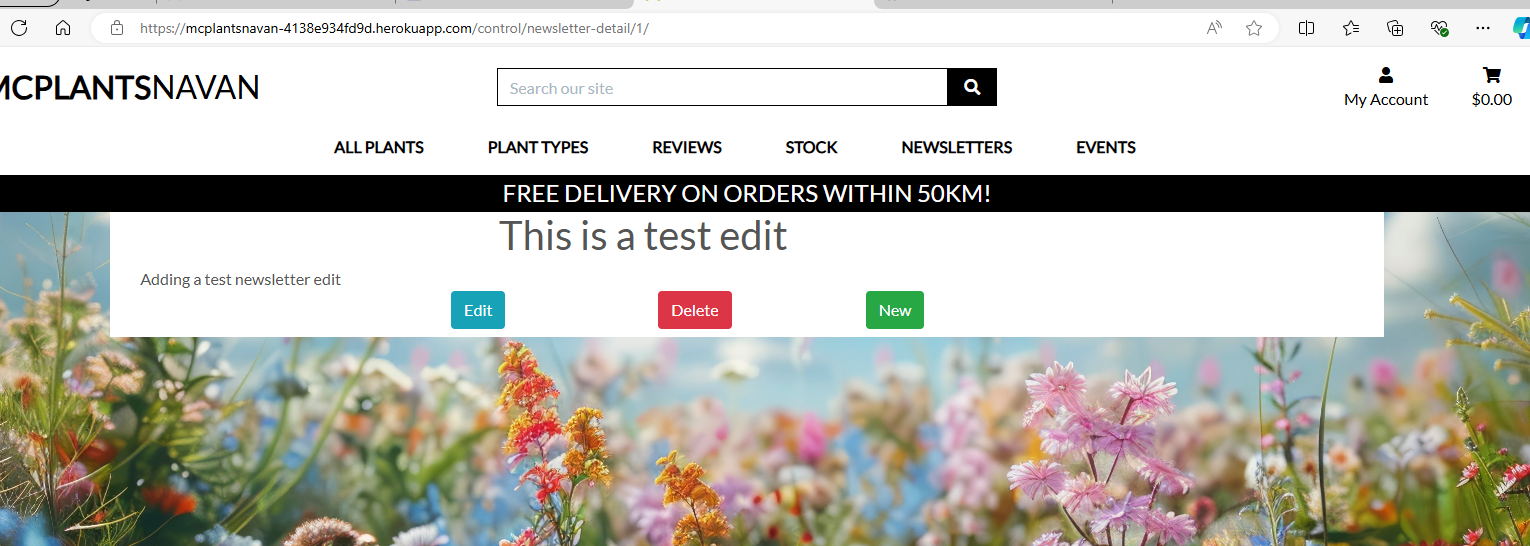 https://mcplantsnavan-4138e934fd9d.herokuapp.com/control/newsletter-detail/1/
MCPLANTSNAVAN
Search our site
My Account
$0.00
ALL PLANTS PLANT TYPES REVIEWS STOCK NEWSLETTERS EVENTS
FREE DELIVERY ON ORDERS WITHIN 50KM!
This is a test edit
Adding a test newsletter edit
Edit Delete New